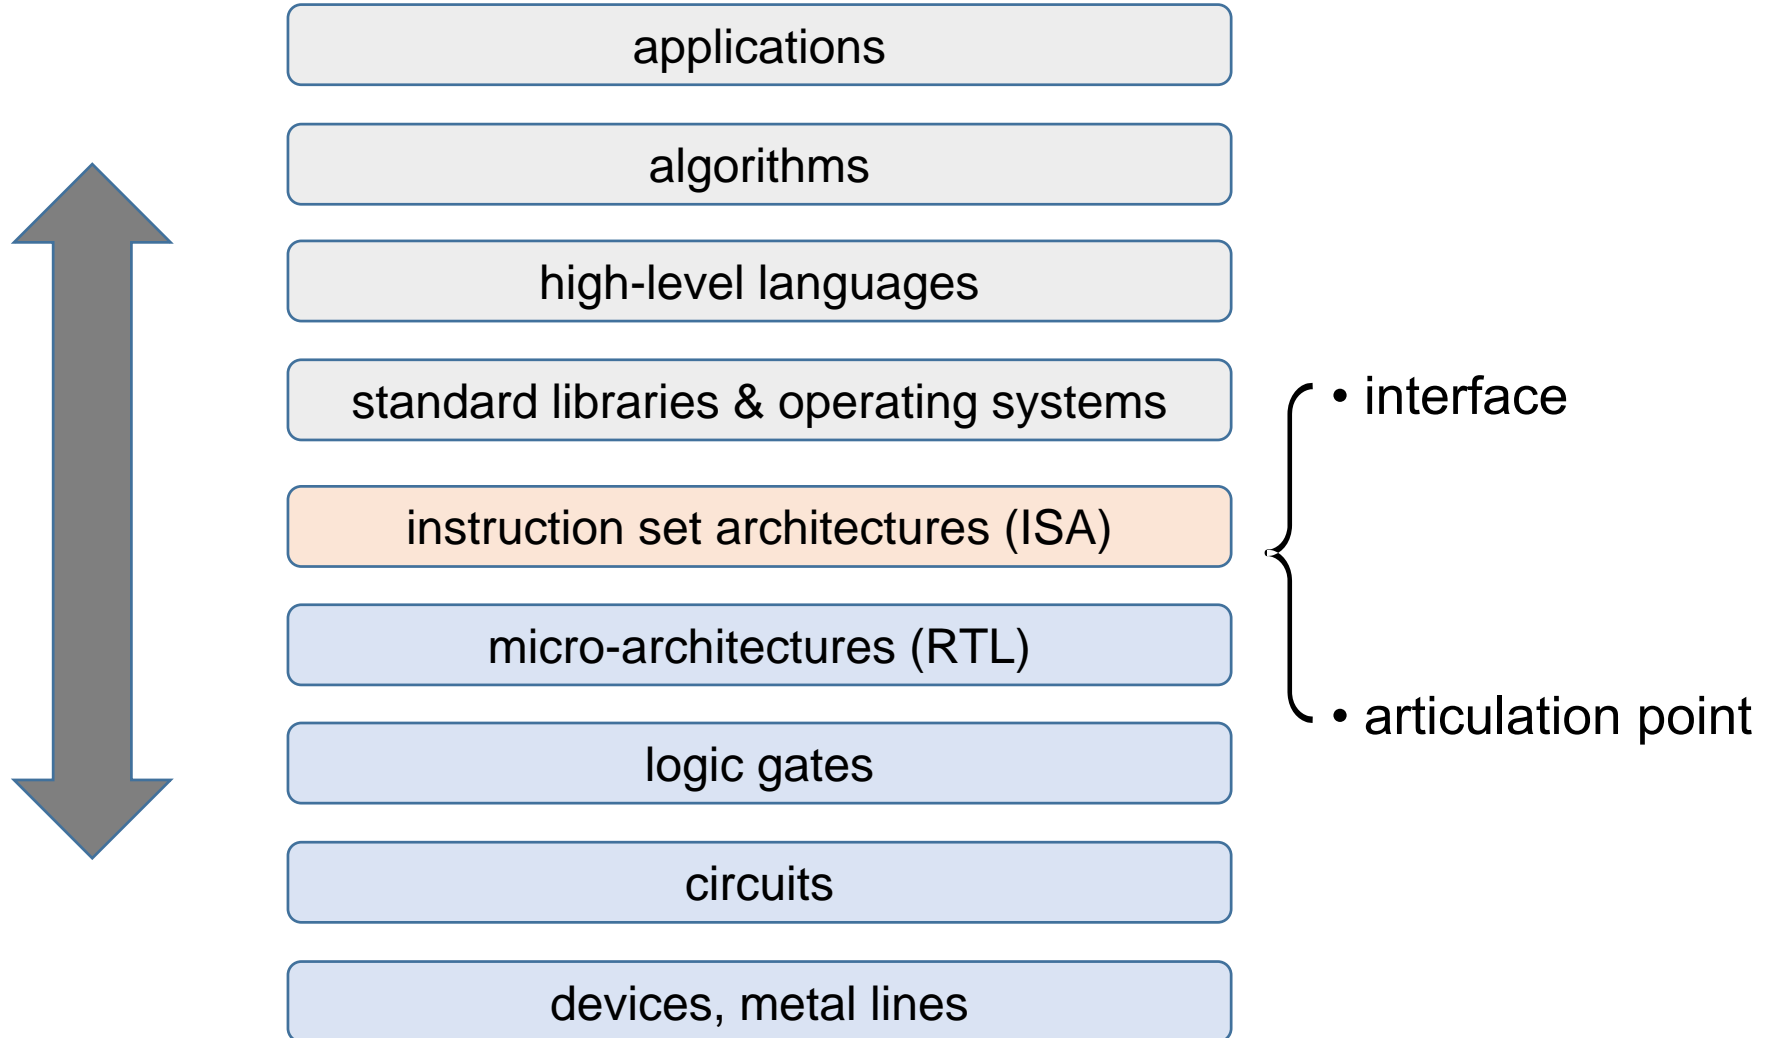 applications
algorithms
high-level languages
standard libraries & operating systems
• interface
instruction set architectures (ISA)
micro-architectures (RTL)
• articulation point
logic gates
circuits
devices, metal lines